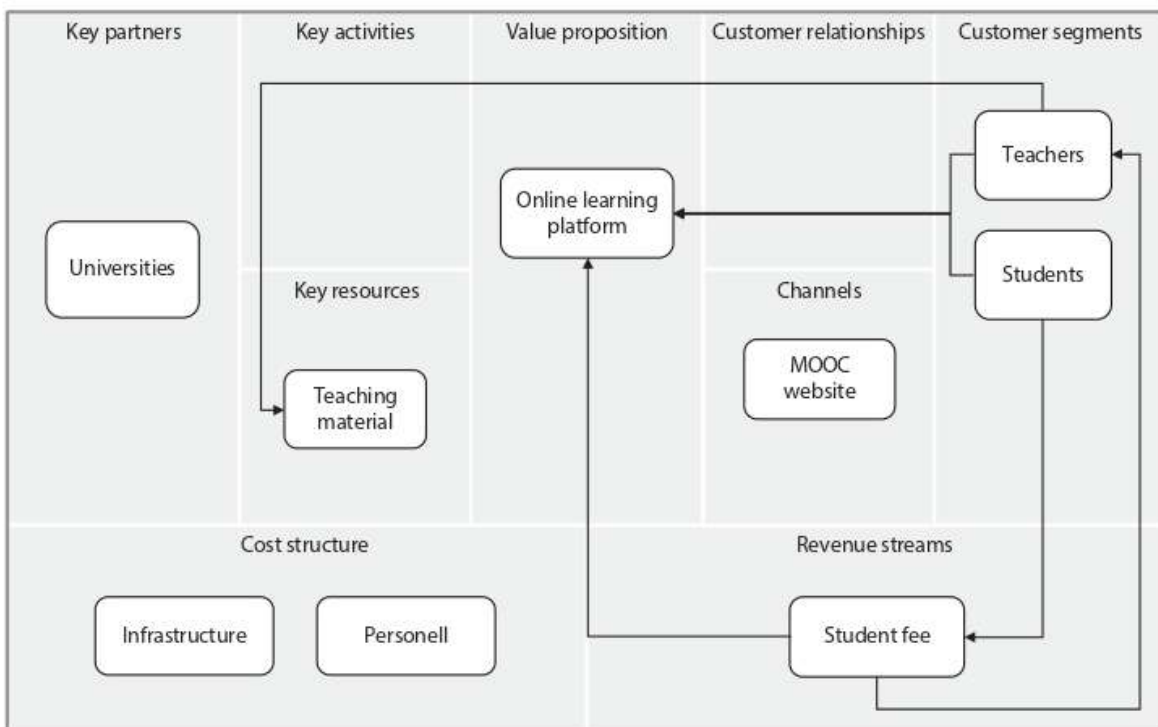 Key partners
Key activities
Value proposition
Customer relationships
Customer segments
Teachers
Online learning
platform
Universities
Students
Key resources
Channels
MOOC
website
Teaching
material
Cost structure
Revenue streams
Infrastructure
Personell
Student fee